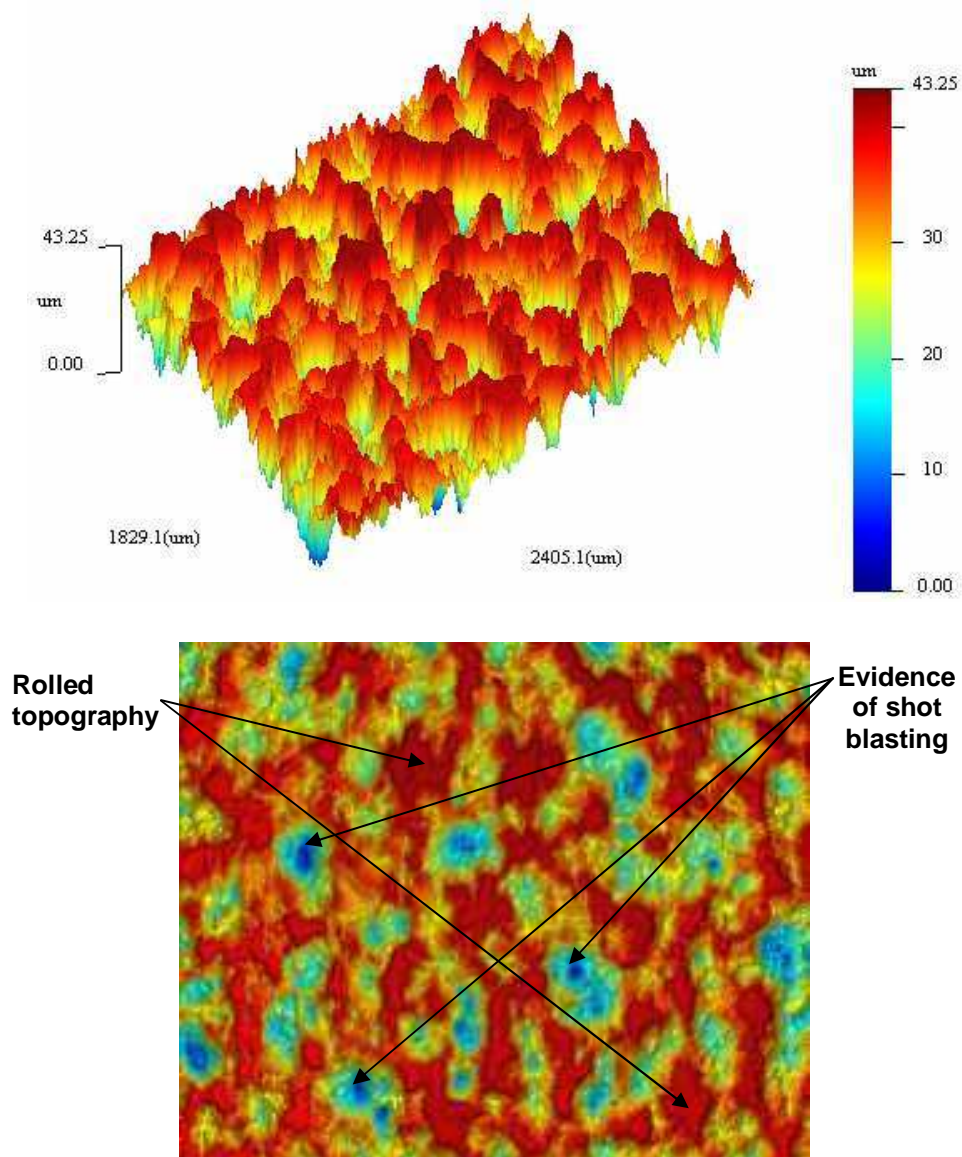 um
43.25
30
20
10
0.00
43.25
um
0.00
1829.1(um)
2405.1(um)
Rolled
topography
Evidence
of shot
blasting